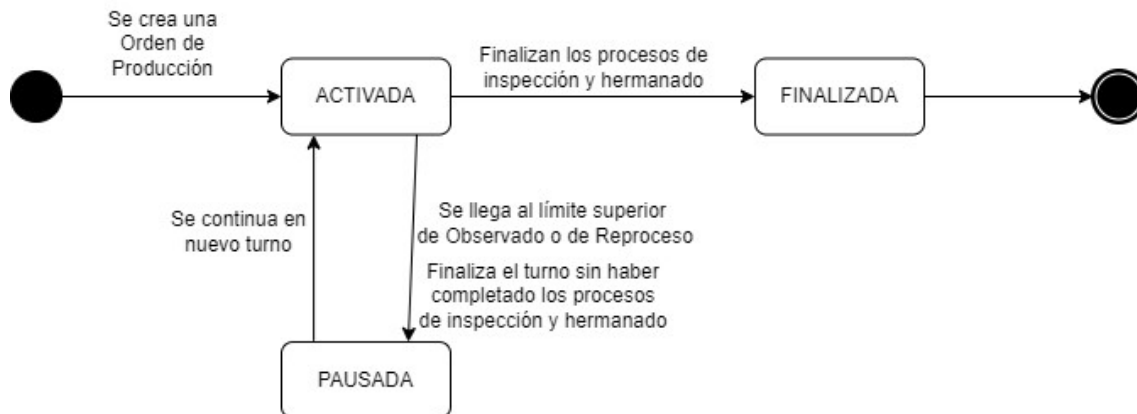 Se crea una
Orden de
Producción
ACTIVADA
Finalizan los procesos de
inspección y hermanado
FINALIZADA
Se continua en
nuevo turno
Se llega al límite superior
de Observado o de Reproceso
Finaliza el turno sin haber
completado los procesos
de inspección y hermanado
PAUSADA